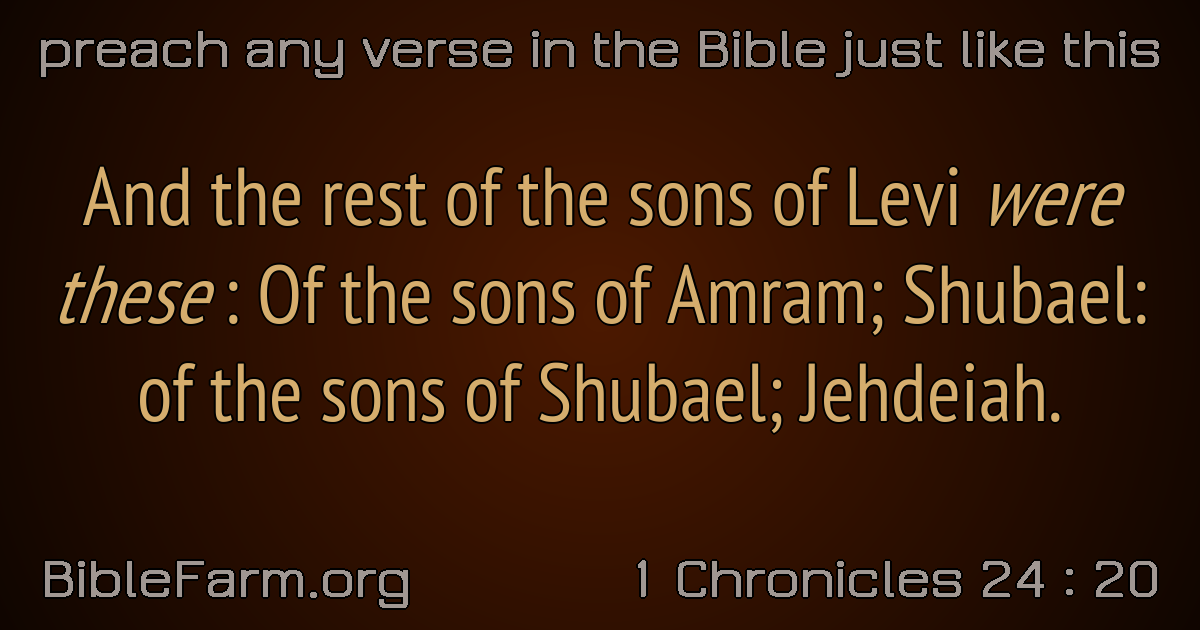 preach any verse in the Bible just like this
And the rest of the sons of Levi were
these : Of the sons of Amram; Shubael:
of the sons of Shubael; Jehdeiah.
BibleFarm.org
1 Chronicles 24 : 20